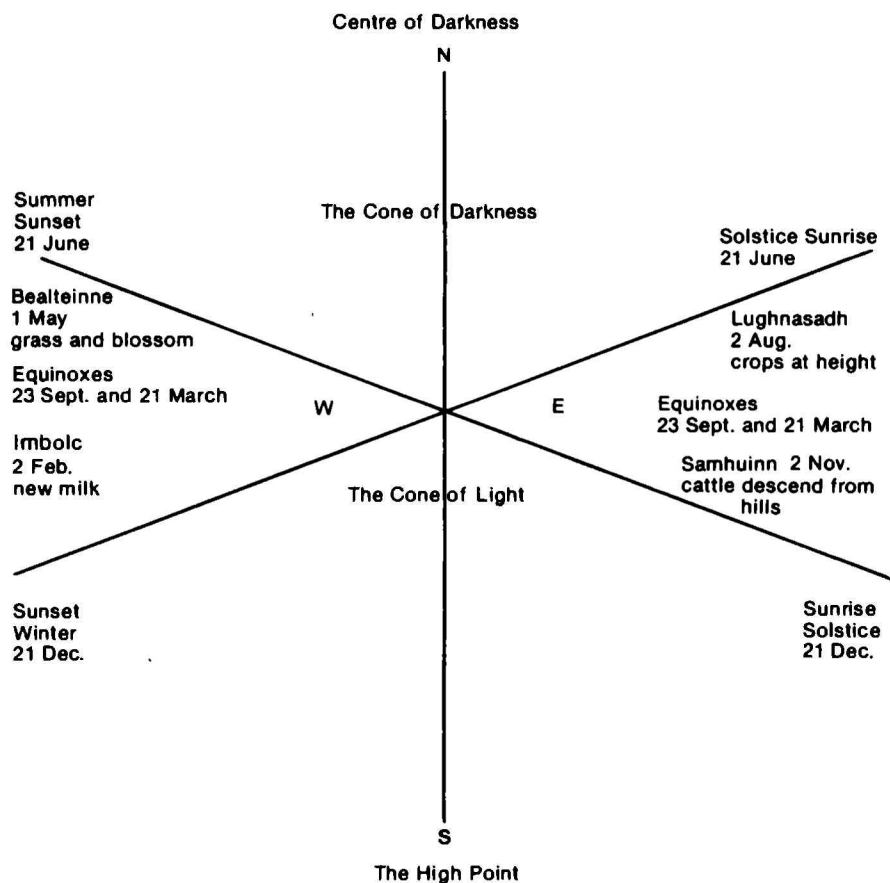 Centre of Darkness
N
The Cone of Darkness
Summer
Sunset
21 June
Solstice Sunrise
21 June
Bealteinne
1 May
grass and blossom
Lughnasadh
2 Aug.
crops at height
Equinoxes
23 Sept. and 21 March
W
E
Equinoxes
23 Sept. and 21 March
Imbolc
2 Feb.
new milk
Samhuinn 2 Nov.
cattle descend from
hills
The Cone of Light
Sunset
Winter
21 Dec.
Sunrise
Solstice
21 Dec.
S
The High Point